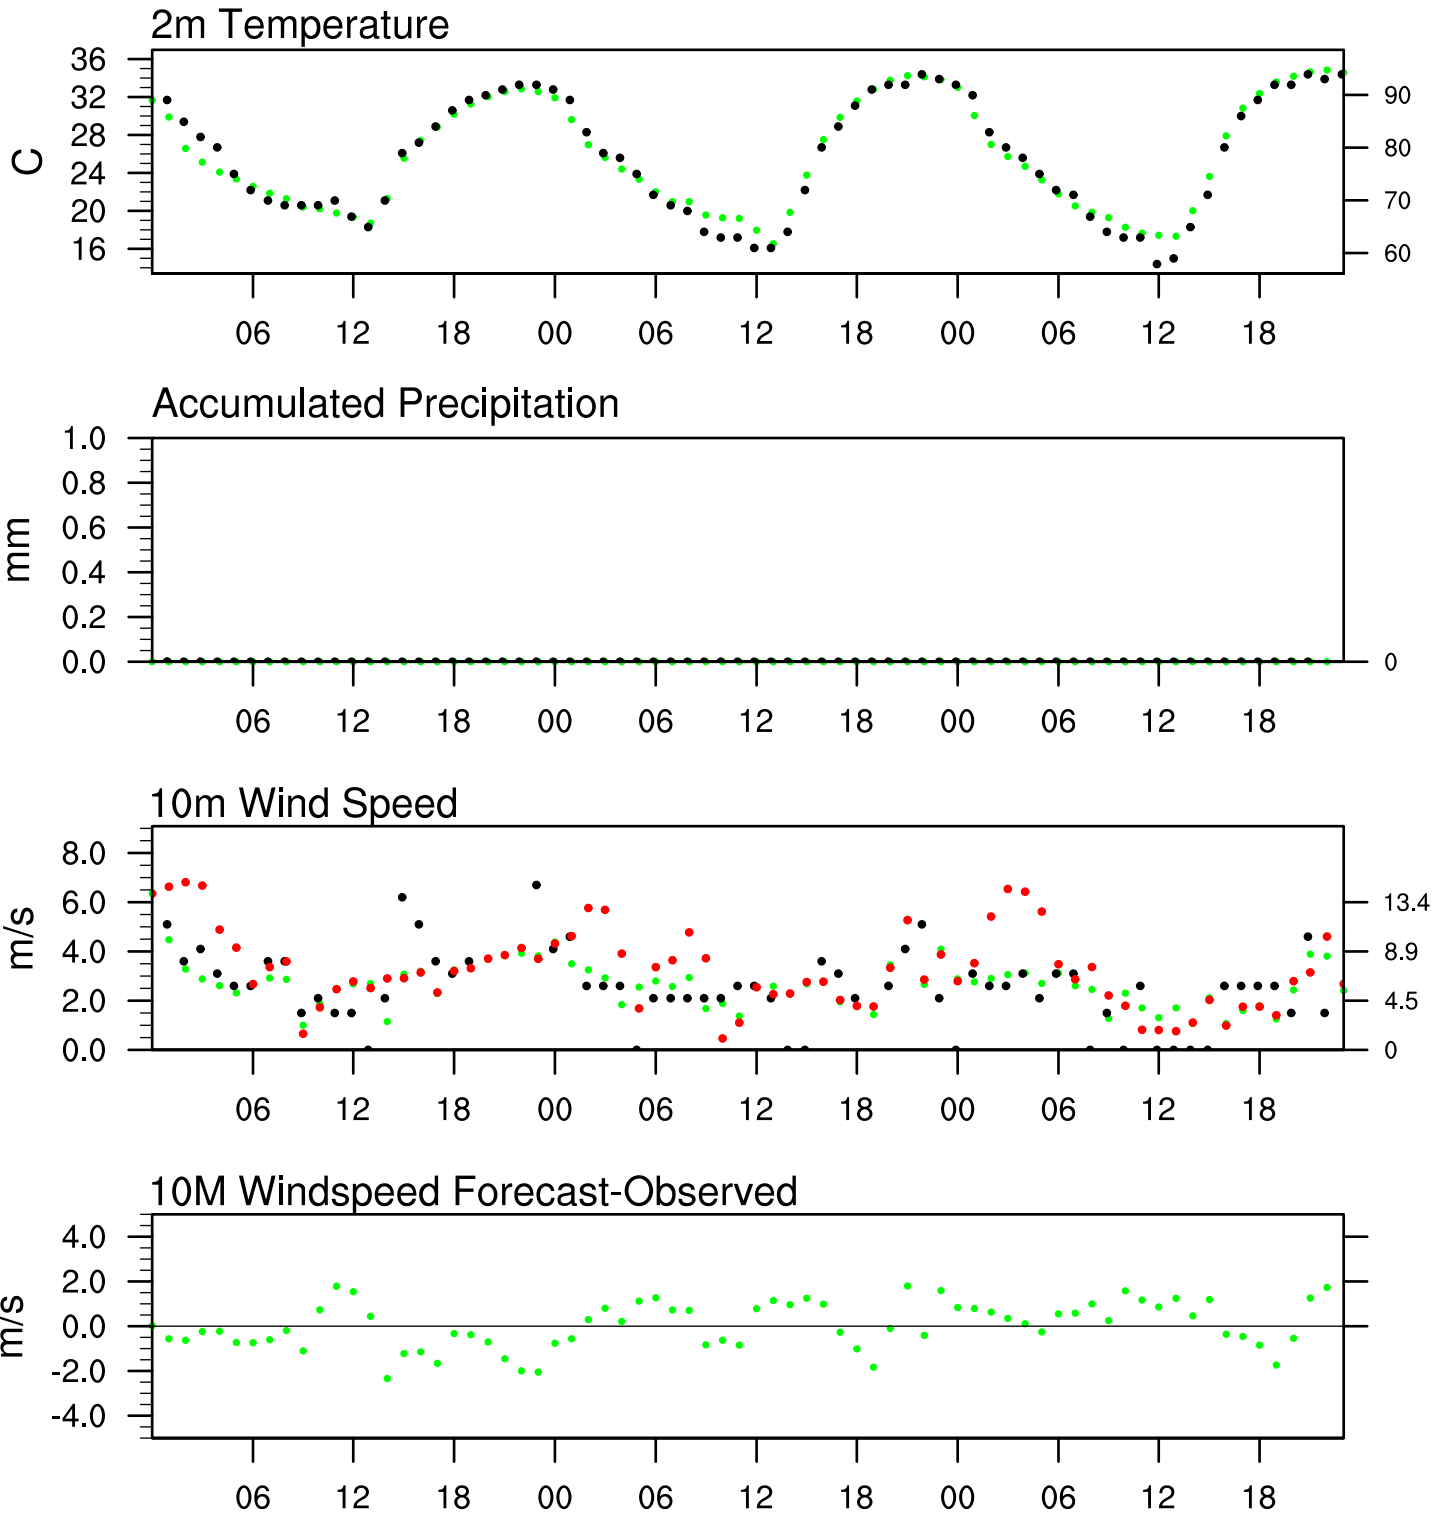 2m Temperature
36
32
28
24
20
16
C
90
80
70
60
06 12 18 00 06 12 18 00 06 12 18
Accumulated Precipitation
1.0
0.8
0.6
0.4
0.2
0.0
mm
0
06 12 18 00 06 12 18 00 06 12 18
10m Wind Speed
8.0
6.0
4.0
2.0
0.0
m/s
13.4
8.9
4.5
0
06 12 18 00 06 12 18 00 06 12 18
10M Windspeed Forecast-Observed
4.0
2.0
0.0
-2.0
-4.0
m/s
06 12 18 00 06 12 18 00 06 12 18